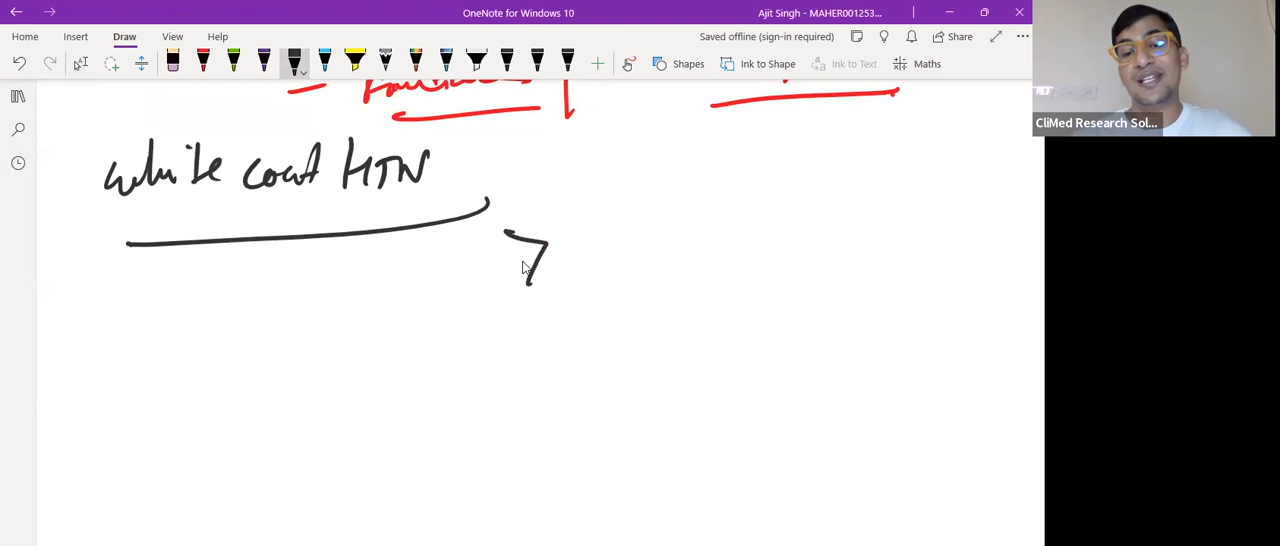 OneNote for Windows 10
Ajit Singh - MAHER001253...
Home Insert Draw View Help
Saved offline (sign-in required)
Share
Shapes
Ink to Shape
Ink to Text
Maths
CliMed Research Sol...
white coat HTN